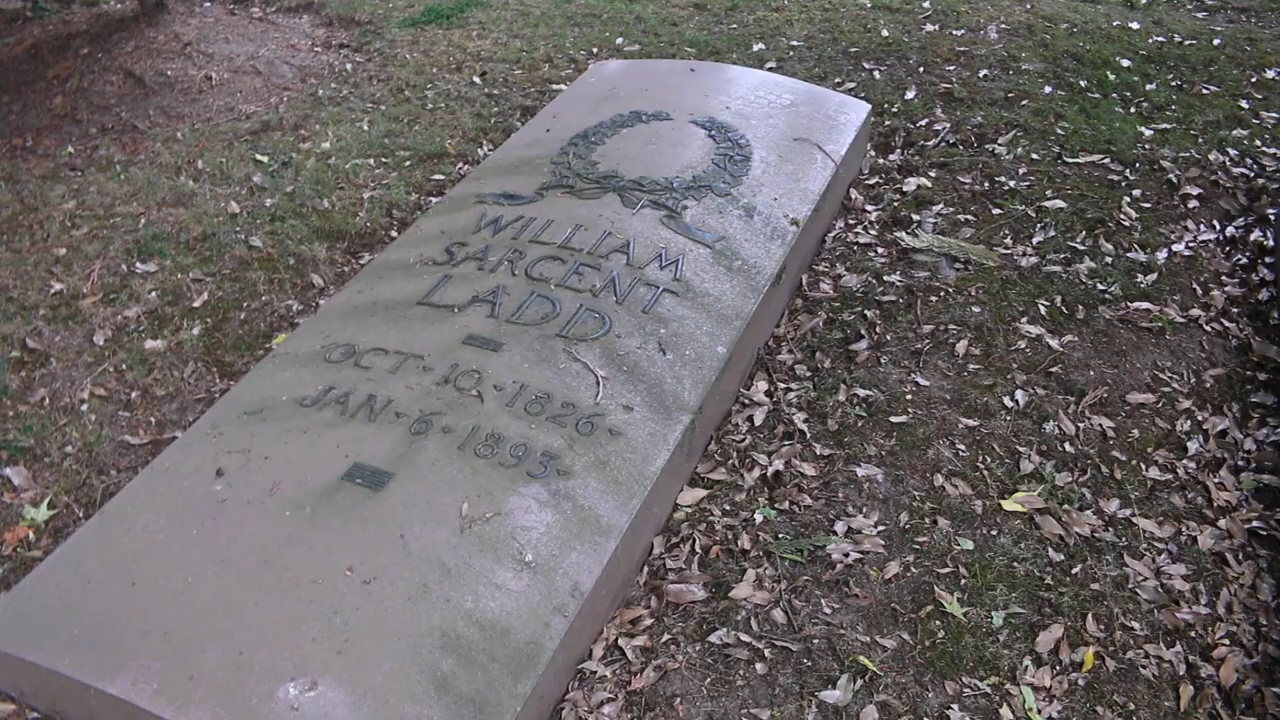 WILLIAM
SARGENT
LADD
OCT · 10 · 1826 ·
JAN · 6 · 1893 ·